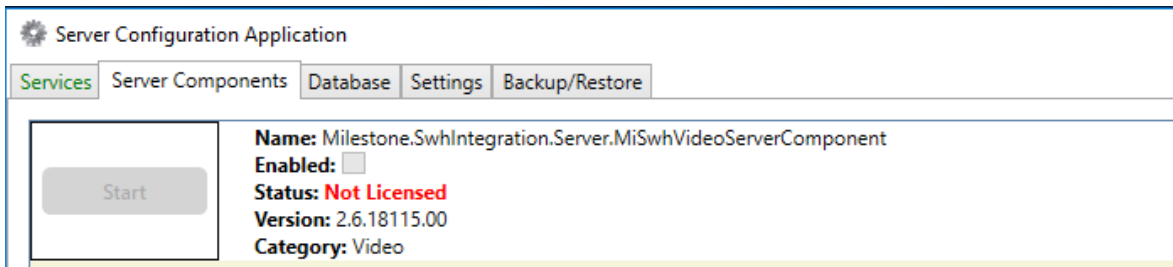 Server Configuration Application
Services Server Components Database Settings Backup/Restore
Name: Milestone.SwhIntegration.Server.MiSwhVideoServerComponent
Enabled:
Start
Status: Not Licensed
Version: 2.6.18115.00
Category: Video